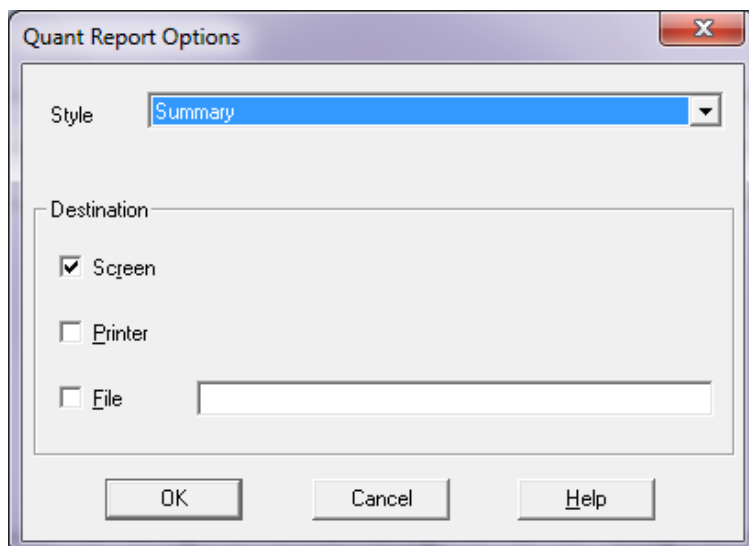 Quant Report Options
Style Summary
Destination
Screen
Printer
File
OK Cancel Help